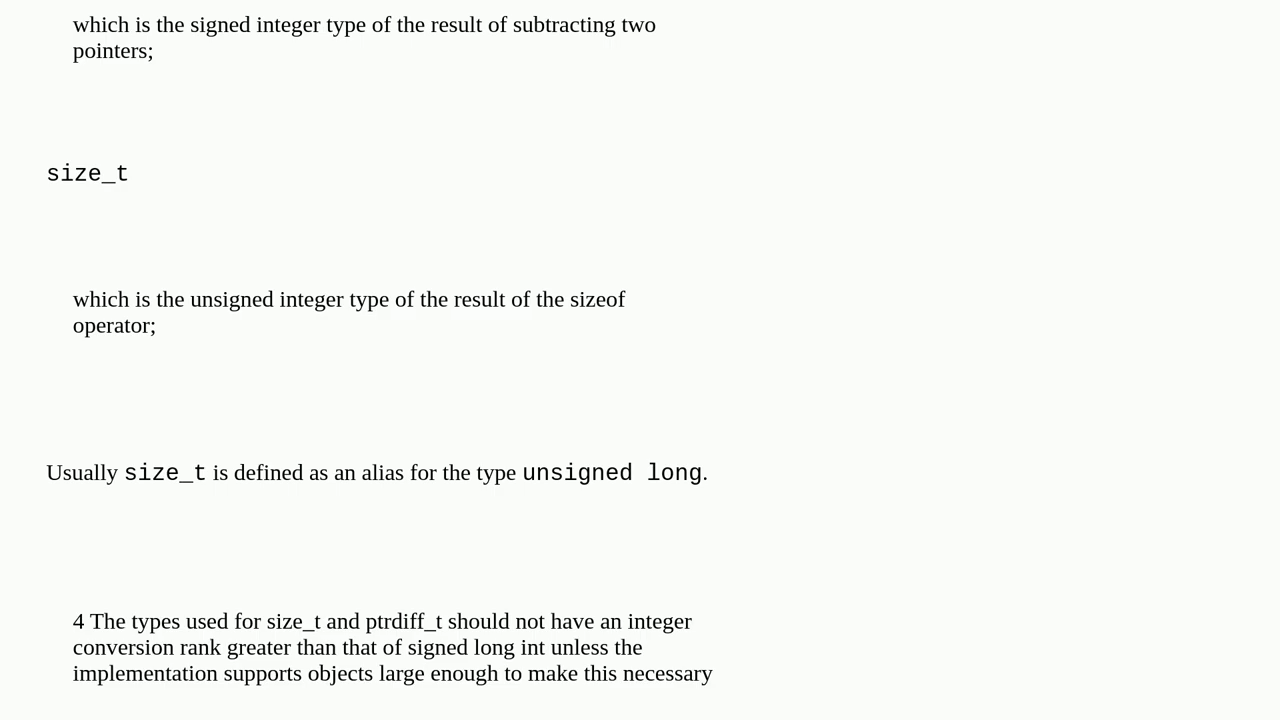 which is the signed integer type of the result of subtracting two
pointers;
size_t
which is the unsigned integer type of the result of the sizeof
operator;
Usually size_t is defined as an alias for the type unsigned long.
4 The types used for size_t and ptrdiff_t should not have an integer
conversion rank greater than that of signed long int unless the
implementation supports objects large enough to make this necessary